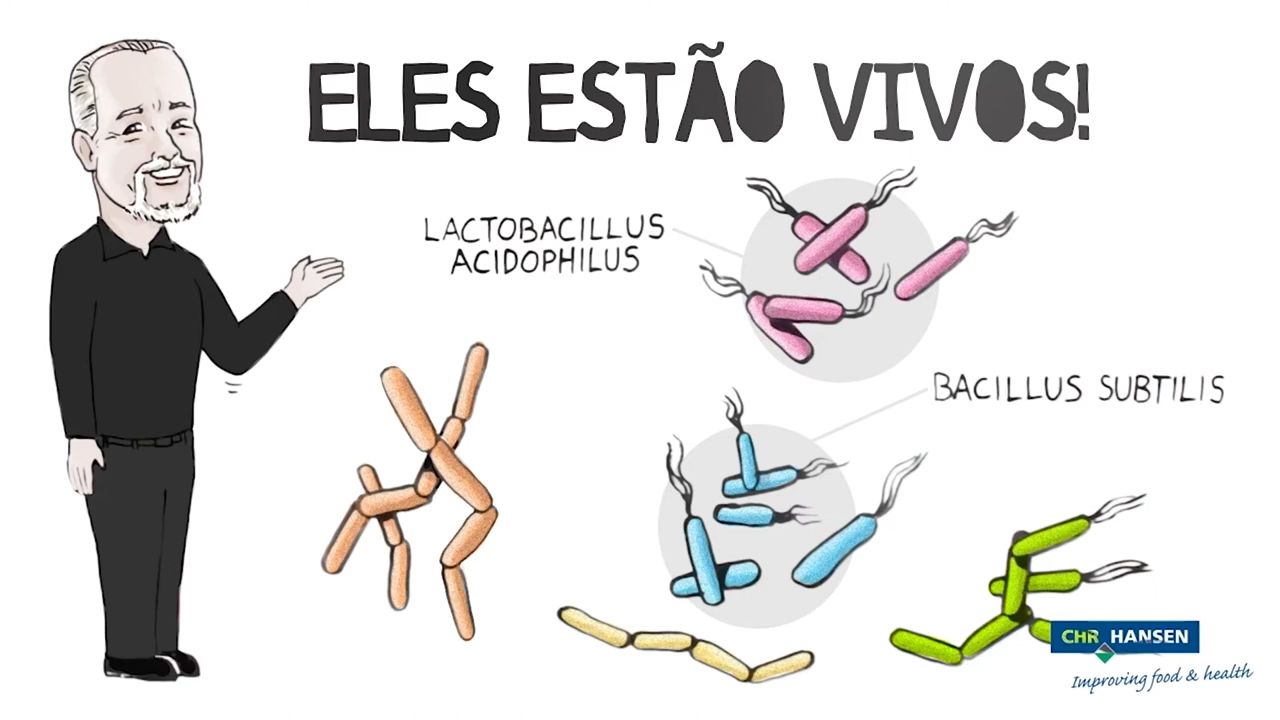 ELES ESTÃO VIVOS!
LACTOBACILLUS
ACIDOPHILUS
BACILLUS SUBTILIS
CHR HANSEN
Improving food & health